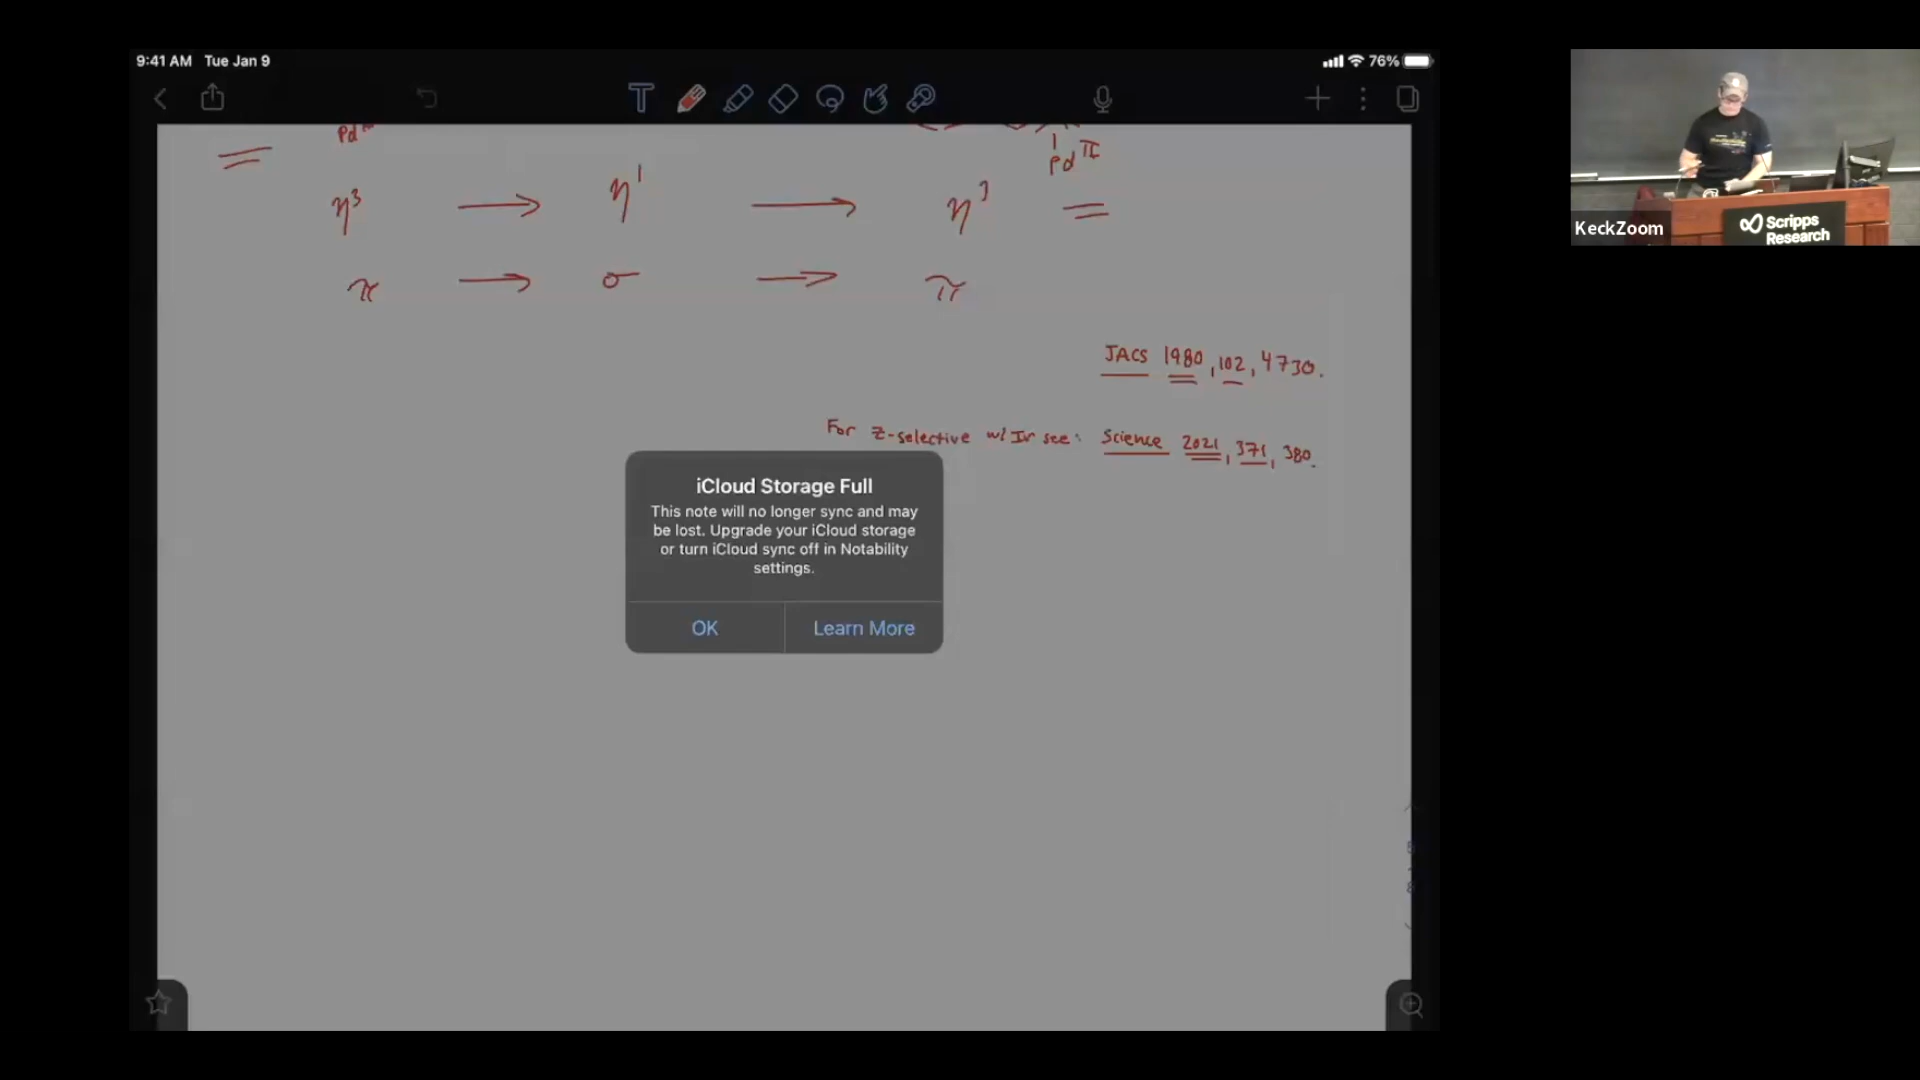 9:41 AM Tue Jan 9
76%
T
Pd
Pd II
η³ → η¹ → η³ =
π → σ → π
JACS 1980, 102, 4730.
For Z-selective w/ Ir see: Science 2021, 371, 380.
iCloud Storage Full
This note will no longer sync and may
be lost. Upgrade your iCloud storage
or turn iCloud sync off in Notability
settings.
OK Learn More
KeckZoom
Scripps
Research